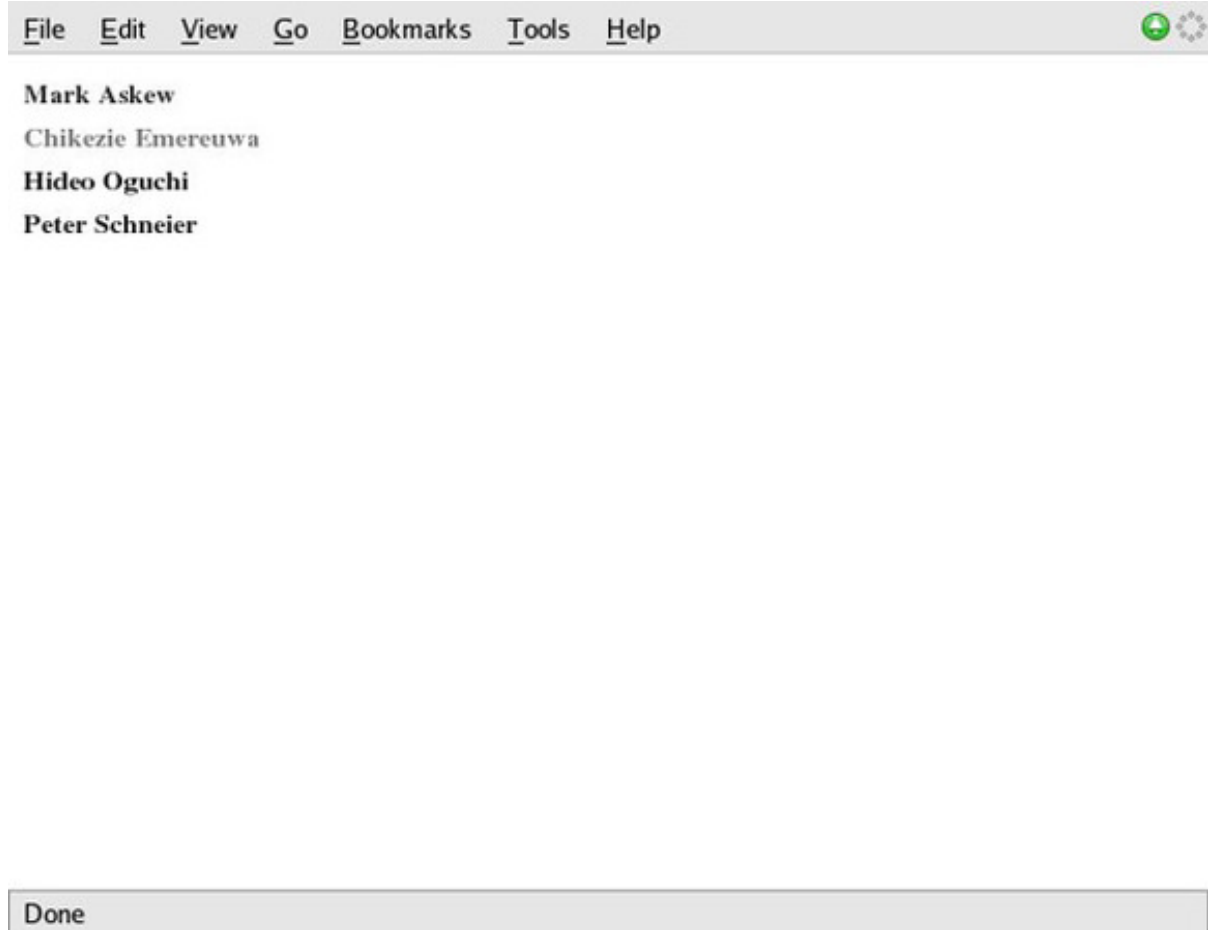 File Edit View Go Bookmarks Tools Help
Mark Askew
Chikezie Emereuwa
Hideo Oguchi
Peter Schneier
Done